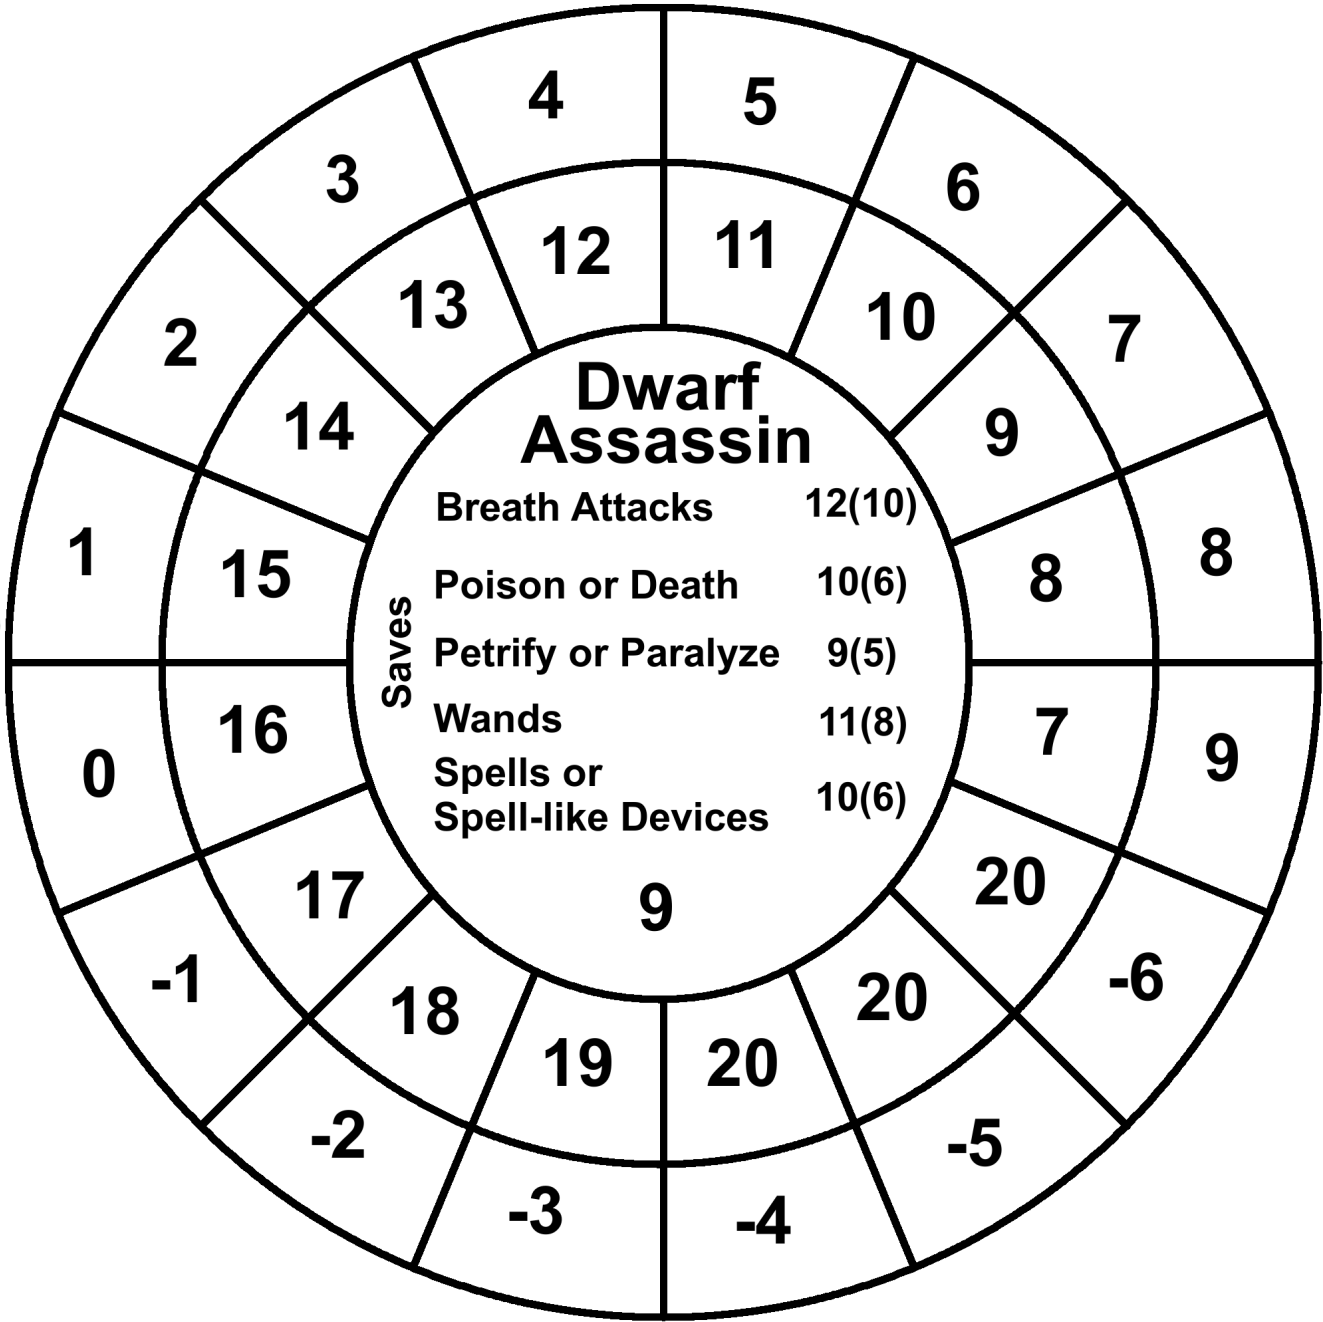 4 5
3 6
2 7
1 8
0 9
-1 -6
-2 -5
-3 -4
12 11
13 10
14 9
15 8
16 7
17 20
18 20
19 20
Dwarf
Assassin
Saves
Breath Attacks 12(10)
Poison or Death 10(6)
Petrify or Paralyze 9(5)
Wands 11(8)
Spells or
Spell-like Devices 10(6)
9